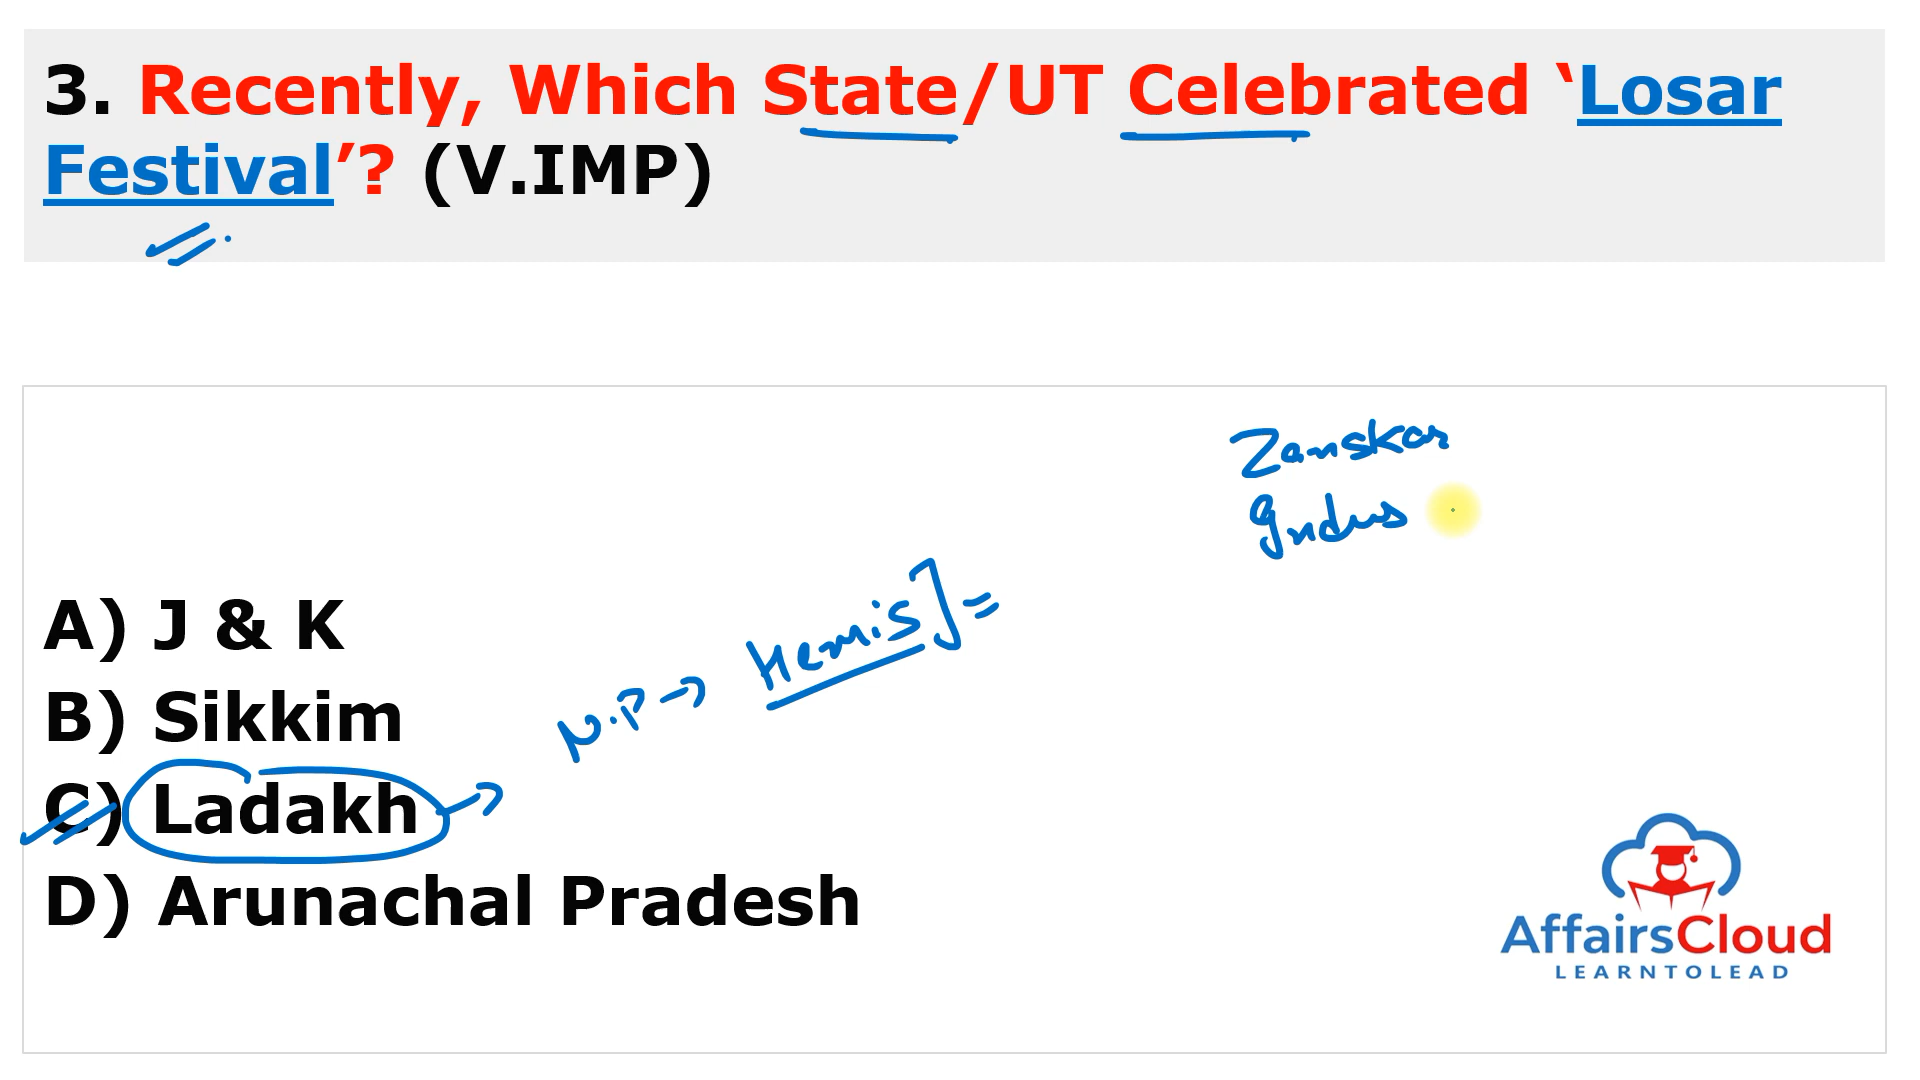 3. Recently, Which State/UT Celebrated ‘Losar
Festival’? (V.IMP)
Zanskar
Indus
A) J & K
B) Sikkim
N.P → Hemis] =
C) Ladakh →
D) Arunachal Pradesh
AffairsCloud
LEARNTOLEAD